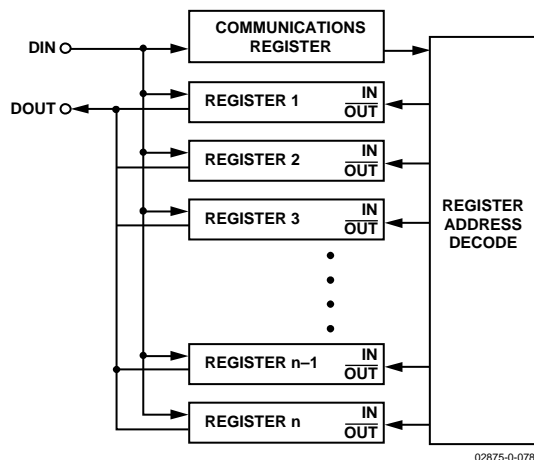 COMMUNICATIONS
REGISTER
DIN
DOUT
REGISTER 1
IN
OUT
REGISTER 2
IN
OUT
REGISTER 3
IN
OUT
REGISTER
ADDRESS
DECODE
REGISTER n–1
IN
OUT
REGISTER n
IN
OUT
02875-0-078